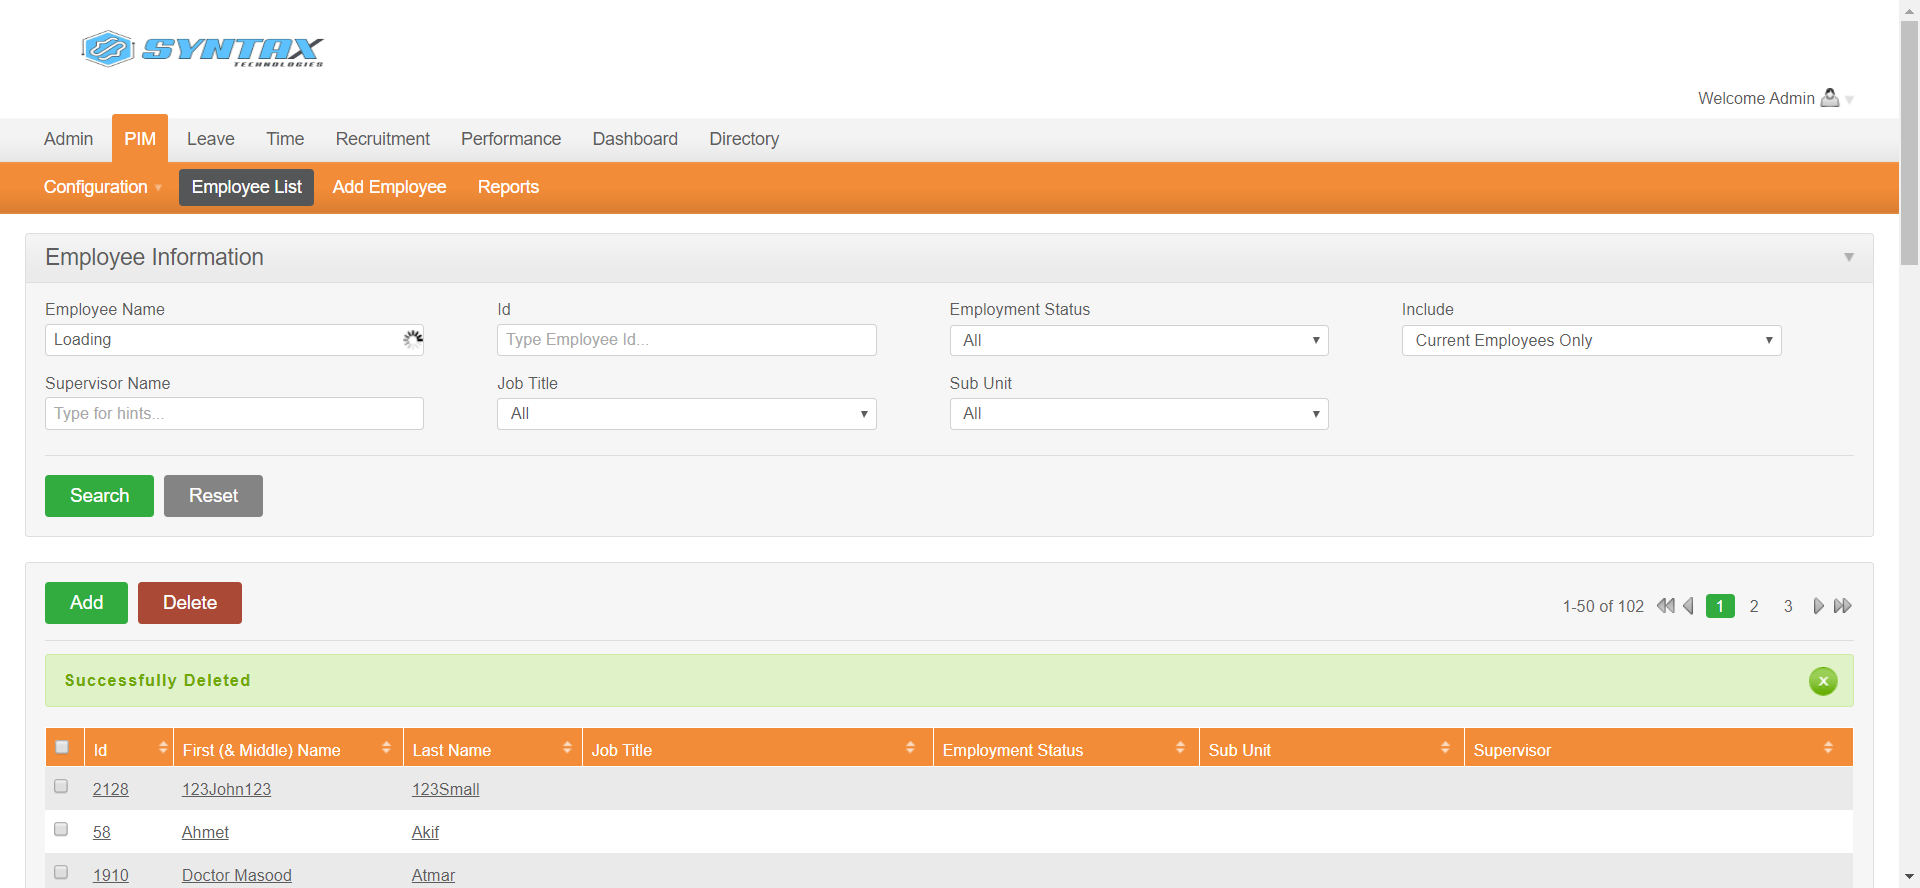 SYNTAX
TECHNOLOGIES
Welcome Admin
Admin PIM Leave Time Recruitment Performance Dashboard Directory
Configuration Employee List Add Employee Reports
Employee Information
Employee Name Id Employment Status Include
Loading Type Employee Id... All Current Employees Only
Supervisor Name Job Title Sub Unit
Type for hints... All All
Search Reset
Add Delete 1-50 of 102 1 2 3
Successfully Deleted x
Id First (& Middle) Name Last Name Job Title Employment Status Sub Unit Supervisor
2128 123John123 123Small
58 Ahmet Akif
1910 Doctor Masood Atmar